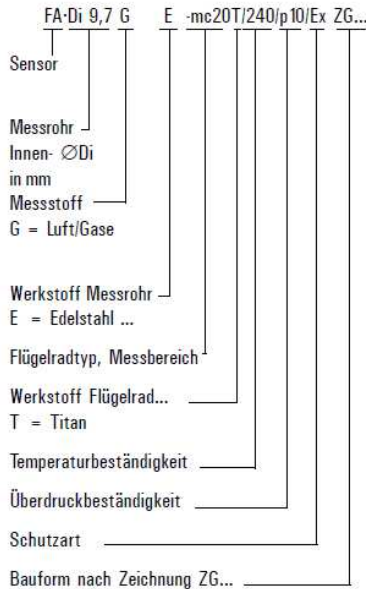 FA-Di 9,7 G E -mc20T/240/p10/Ex ZG...
Sensor
Messrohr
Innen- ∅Di
in mm
Messstoff
G = Luft/Gase
Werkstoff Messrohr
E = Edelstahl ...
Flügelradtyp, Messbereich
Werkstoff Flügelrad...
T = Titan
Temperaturbeständigkeit
Überdruckbeständigkeit
Schutzart
Bauform nach Zeichnung ZG...